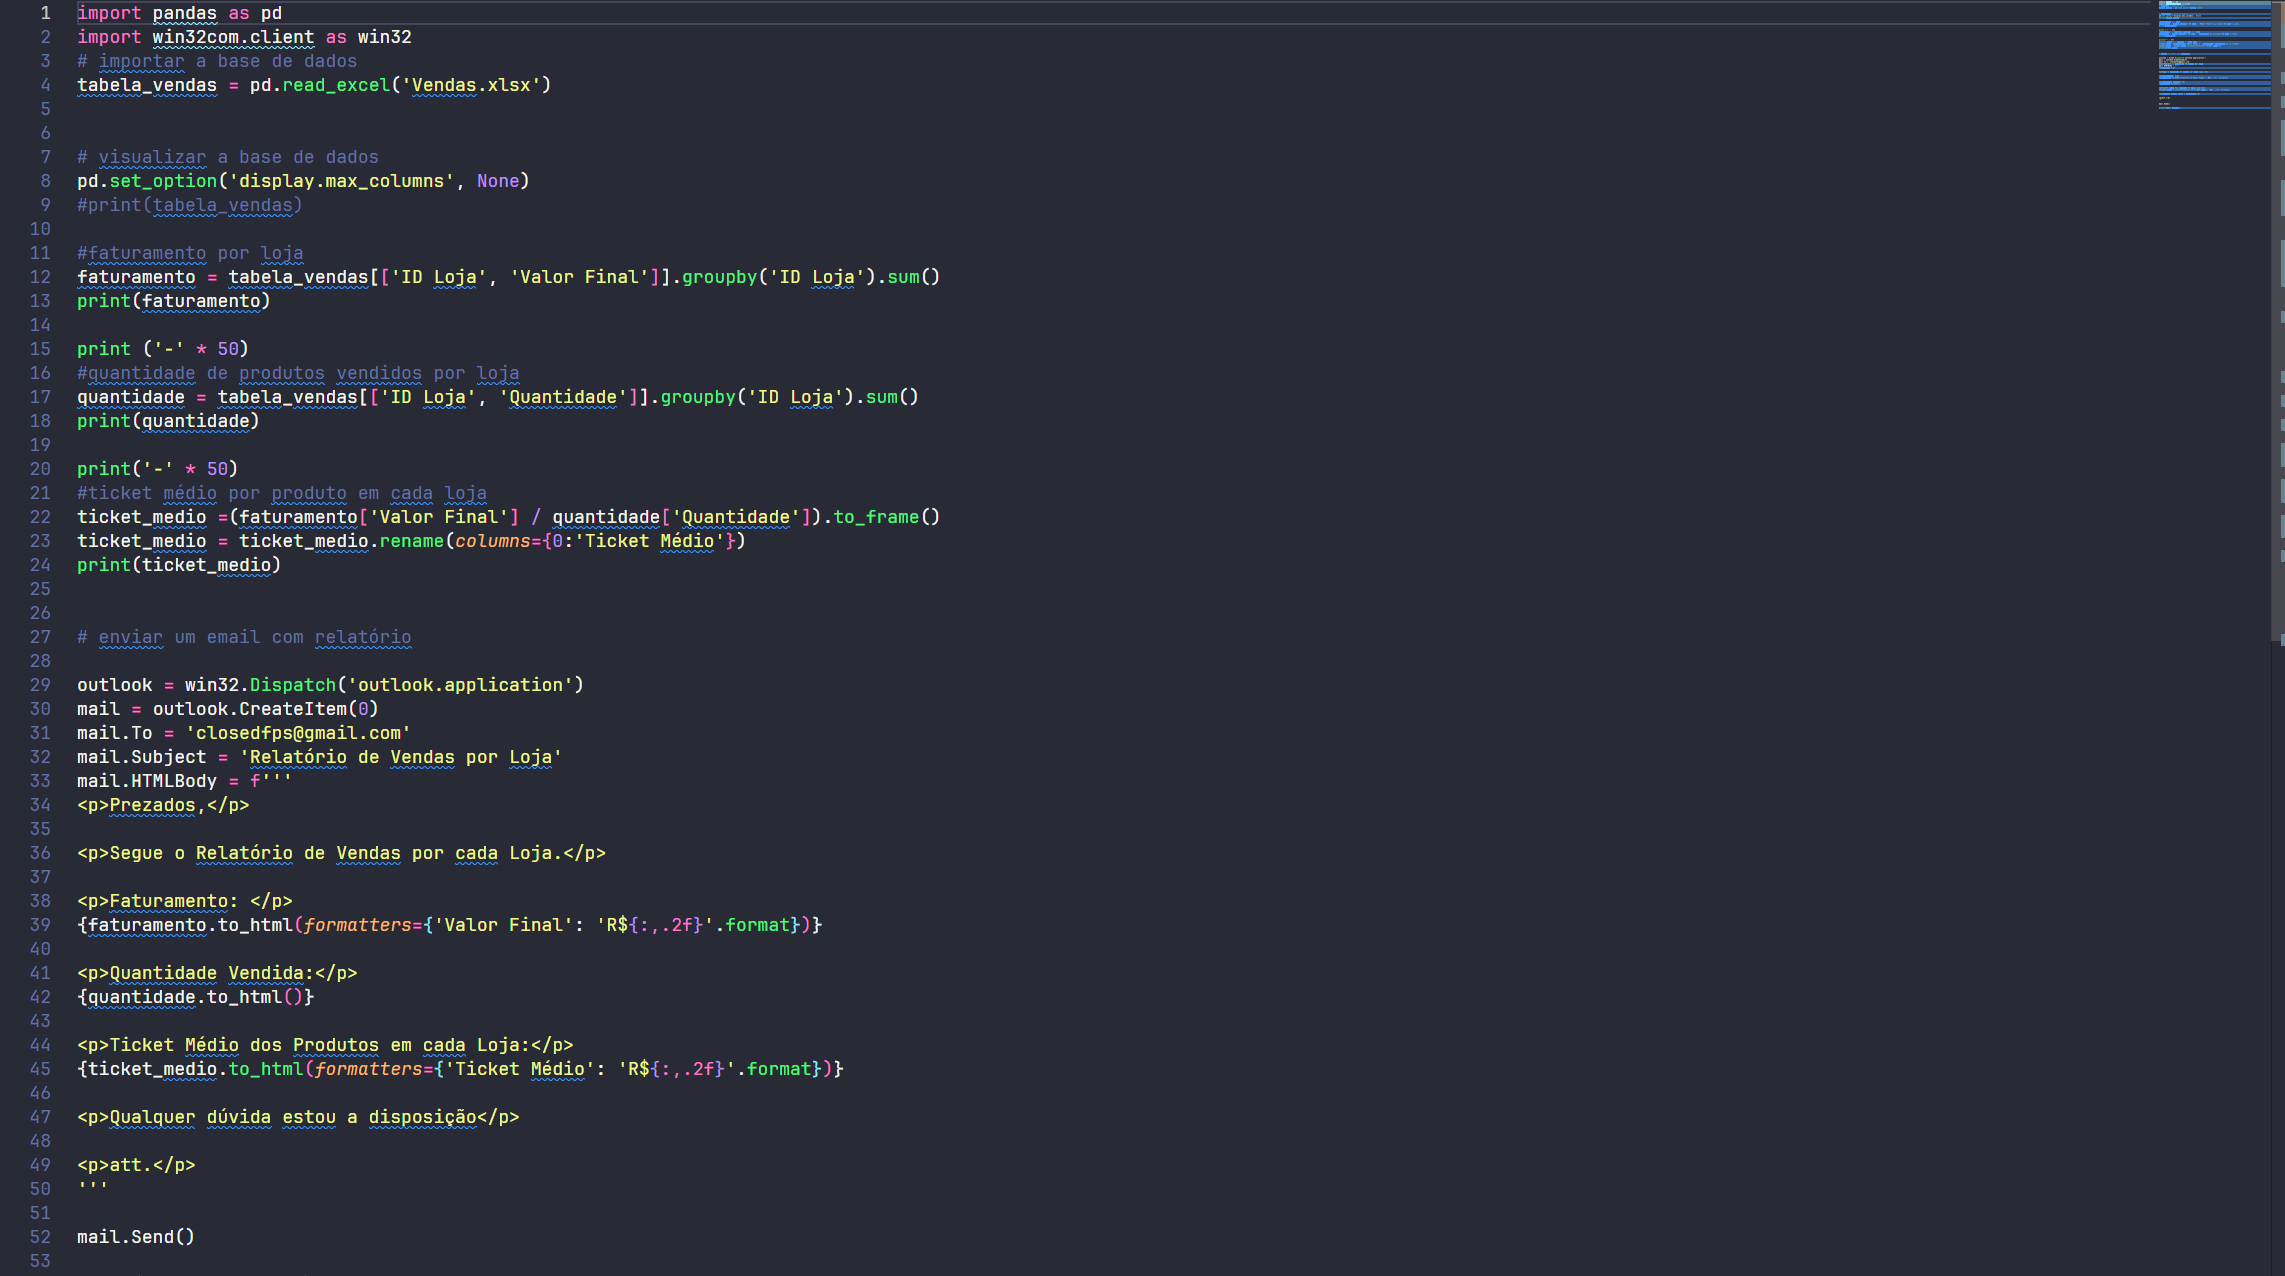 1 import pandas as pd
2 import win32com.client as win32
3 # importar a base de dados
4 tabela_vendas = pd.read_excel('Vendas.xlsx')
5
6
7 # visualizar a base de dados
8 pd.set_option('display.max_columns', None)
9 #print(tabela_vendas)
10
11 #faturamento por loja
12 faturamento = tabela_vendas[['ID Loja', 'Valor Final']].groupby('ID Loja').sum()
13 print(faturamento)
14
15 print ('-' * 50)
16 #quantidade de produtos vendidos por loja
17 quantidade = tabela_vendas[['ID Loja', 'Quantidade']].groupby('ID Loja').sum()
18 print(quantidade)
19
20 print('-' * 50)
21 #ticket médio por produto em cada loja
22 ticket_medio =(faturamento['Valor Final'] / quantidade['Quantidade']).to_frame()
23 ticket_medio = ticket_medio.rename(columns={0:'Ticket Médio'})
24 print(ticket_medio)
25
26
27 # enviar um email com relatório
28
29 outlook = win32.Dispatch('outlook.application')
30 mail = outlook.CreateItem(0)
31 mail.To = 'closedfps@gmail.com'
32 mail.Subject = 'Relatório de Vendas por Loja'
33 mail.HTMLBody = f'''
34 <p>Prezados,</p>
35
36 <p>Segue o Relatório de Vendas por cada Loja.</p>
37
38 <p>Faturamento: </p>
39 {faturamento.to_html(formatters={'Valor Final': 'R${:,.2f}'.format})}
40
41 <p>Quantidade Vendida:</p>
42 {quantidade.to_html()}
43
44 <p>Ticket Médio dos Produtos em cada Loja:</p>
45 {ticket_medio.to_html(formatters={'Ticket Médio': 'R${:,.2f}'.format})}
46
47 <p>Qualquer dúvida estou a disposição</p>
48
49 <p>att.</p>
50 '''
51
52 mail.Send()
53